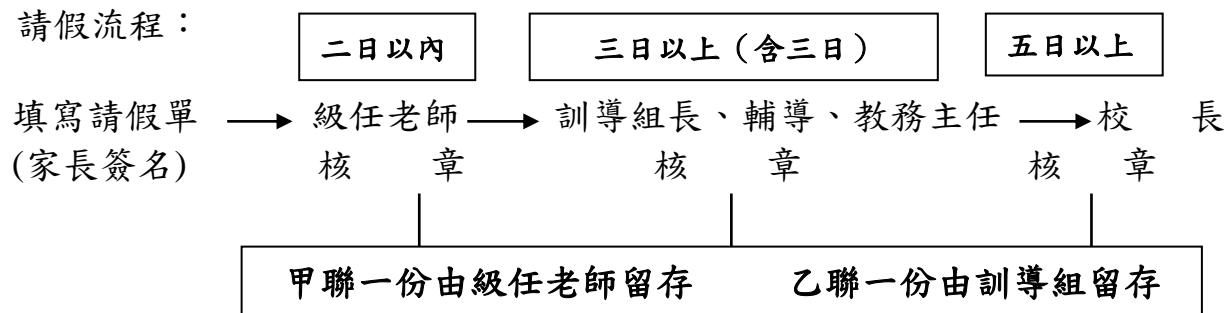 請假流程：
二日以內 三日以上（含三日） 五日以上
填寫請假單 級任老師 訓導組長、輔導、教務主任 校 長
(家長簽名) 核 章 核 章 核 章
甲聯一份由級任老師留存 乙聯一份由訓導組留存